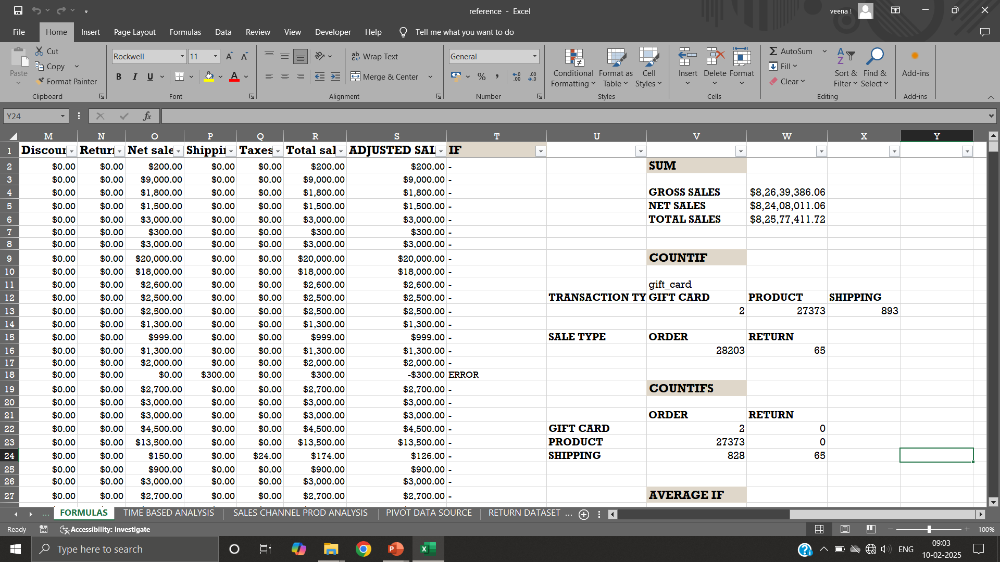 reference - Excel
veena !
File Home Insert Page Layout Formulas Data Review View Developer Help Tell me what you want to do
Paste
Cut
Copy
Format Painter
Clipboard
Rockwell 11
B I U
Font
Wrap Text
Merge & Center
Alignment
General
Number
Conditional Formatting
Format as Table
Cell Styles
Styles
Insert Delete Format
Cells
AutoSum
Fill
Clear
Sort & Filter
Find & Select
Editing
Add-ins
Add-ins
Y24
fx
M N O P Q R S T U V W X Y
1 Discour Return Net sale Shippin Taxes Total sal ADJUSTED SAL IF
2 $0.00 $0.00 $200.00 $0.00 $0.00 $200.00 $200.00 - SUM
3 $0.00 $0.00 $9,000.00 $0.00 $0.00 $9,000.00 $9,000.00 -
4 $0.00 $0.00 $1,800.00 $0.00 $0.00 $1,800.00 $1,800.00 - GROSS SALES $8,26,39,386.06
5 $0.00 $0.00 $1,500.00 $0.00 $0.00 $1,500.00 $1,500.00 - NET SALES $8,24,08,011.06
6 $0.00 $0.00 $3,000.00 $0.00 $0.00 $3,000.00 $3,000.00 - TOTAL SALES $8,25,77,411.72
7 $0.00 $0.00 $300.00 $0.00 $0.00 $300.00 $300.00 -
8 $0.00 $0.00 $3,000.00 $0.00 $0.00 $3,000.00 $3,000.00 -
9 $0.00 $0.00 $20,000.00 $0.00 $0.00 $20,000.00 $20,000.00 - COUNTIF
10 $0.00 $0.00 $18,000.00 $0.00 $0.00 $18,000.00 $18,000.00 -
11 $0.00 $0.00 $2,600.00 $0.00 $0.00 $2,600.00 $2,600.00 - gift_card
12 $0.00 $0.00 $2,500.00 $0.00 $0.00 $2,500.00 $2,500.00 - TRANSACTION TY GIFT CARD PRODUCT SHIPPING
13 $0.00 $0.00 $2,500.00 $0.00 $0.00 $2,500.00 $2,500.00 - 2 27373 893
14 $0.00 $0.00 $1,300.00 $0.00 $0.00 $1,300.00 $1,300.00 -
15 $0.00 $0.00 $999.00 $0.00 $0.00 $999.00 $999.00 - SALE TYPE ORDER RETURN
16 $0.00 $0.00 $1,300.00 $0.00 $0.00 $1,300.00 $1,300.00 - 28203 65
17 $0.00 $0.00 $2,000.00 $0.00 $0.00 $2,000.00 $2,000.00 -
18 $0.00 $0.00 $0.00 $300.00 $0.00 $300.00 -$300.00 ERROR
19 $0.00 $0.00 $2,700.00 $0.00 $0.00 $2,700.00 $2,700.00 - COUNTIFS
20 $0.00 $0.00 $3,000.00 $0.00 $0.00 $3,000.00 $3,000.00 -
21 $0.00 $0.00 $3,000.00 $0.00 $0.00 $3,000.00 $3,000.00 - ORDER RETURN
22 $0.00 $0.00 $4,500.00 $0.00 $0.00 $4,500.00 $4,500.00 - GIFT CARD 2 0
23 $0.00 $0.00 $13,500.00 $0.00 $0.00 $13,500.00 $13,500.00 - PRODUCT 27373 0
24 $0.00 $0.00 $150.00 $0.00 $24.00 $174.00 $126.00 - SHIPPING 828 65
25 $0.00 $0.00 $900.00 $0.00 $0.00 $900.00 $900.00 -
26 $0.00 $0.00 $3,000.00 $0.00 $0.00 $3,000.00 $3,000.00 -
27 $0.00 $0.00 $2,700.00 $0.00 $0.00 $2,700.00 $2,700.00 - AVERAGE IF
... FORMULAS TIME BASED ANALYSIS SALES CHANNEL PROD ANALYSIS PIVOT DATA SOURCE RETURN DATASET ...
Ready Accessibility: Investigate 100%
Type here to search
ENG
09:03
10-02-2025